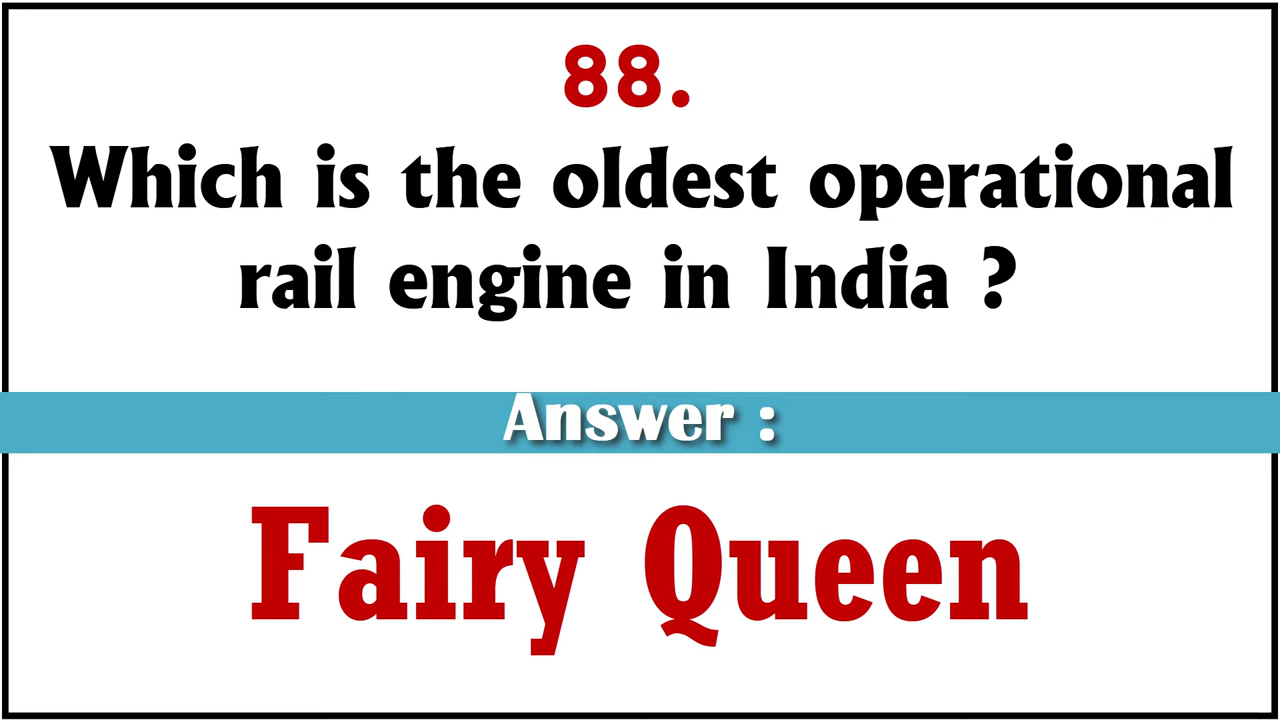 88.
Which is the oldest operational
rail engine in India ?
Answer :
Fairy Queen